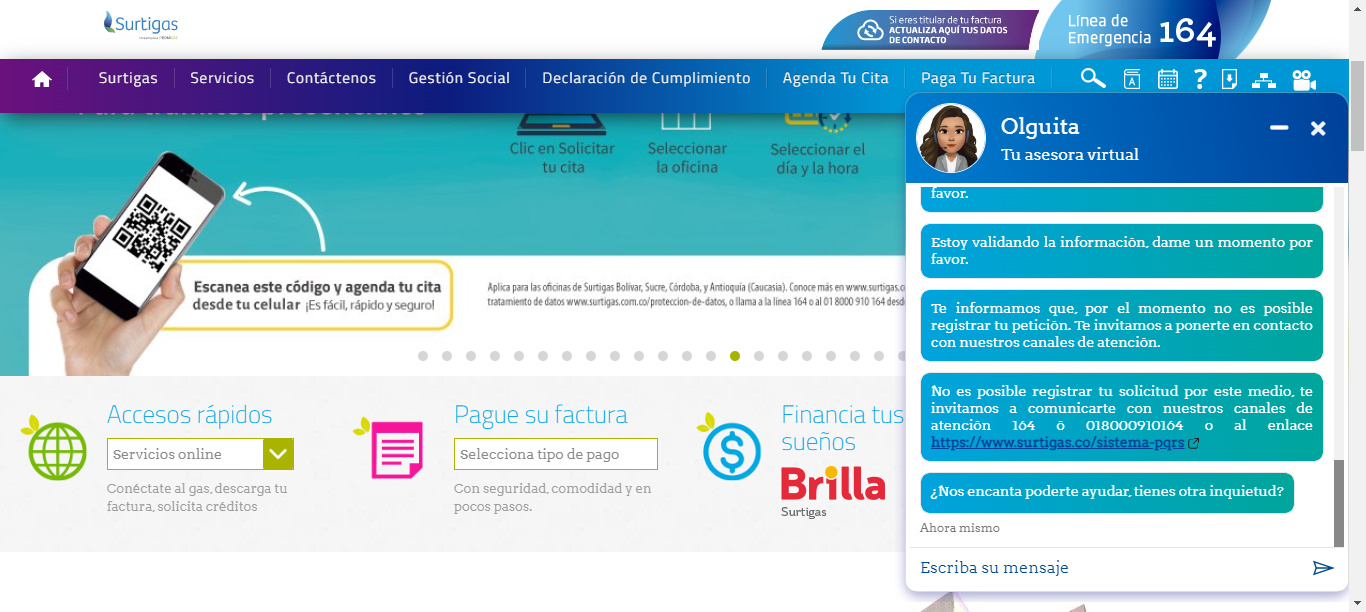 Surtigas
Si eres titular de tu factura
ACTUALIZA AQUÍ TUS DATOS
DE CONTACTO
Línea de
Emergencia 164
Surtigas
Servicios
Contáctenos
Gestión Social
Declaración de Cumplimiento
Agenda Tu Cita
Paga Tu Factura
A
?
Para trámites presenciales
Clic en Solicitar
tu cita
Seleccionar
la oficina
Seleccionar el
día y la hora
Escanea este código y agenda tu cita
desde tu celular ¡Es fácil, rápido y seguro!
Aplica para las oficinas de Surtigas Bolívar, Sucre, Córdoba, y Antioquía (Caucasia). Conoce más en www.surtigas.co
tratamiento de datos www.surtigas.com.co/proteccion-de-datos, o llama a la línea 164 o al 01 8000 910 164 desd
Accesos rápidos
Servicios online
Conéctate al gas, descarga tu
factura, solicita créditos
Pague su factura
Selecciona tipo de pago
Con seguridad, comodidad y en
pocos pasos.
Financia tus
sueños
Brilla
Surtigas
Olguita
Tu asesora virtual
favor.
Estoy validando la información, dame un momento por
favor.
Te informamos que, por el momento no es posible
registrar tu petición. Te invitamos a ponerte en contacto
con nuestros canales de atención.
No es posible registrar tu solicitud por este medio, te
invitamos a comunicarte con nuestros canales de
atención 164 ó 018000910164 o al enlace
https://www.surtigas.co/sistema-pqrs
¿Nos encanta poderte ayudar, tienes otra inquietud?
Ahora mismo
Escriba su mensaje